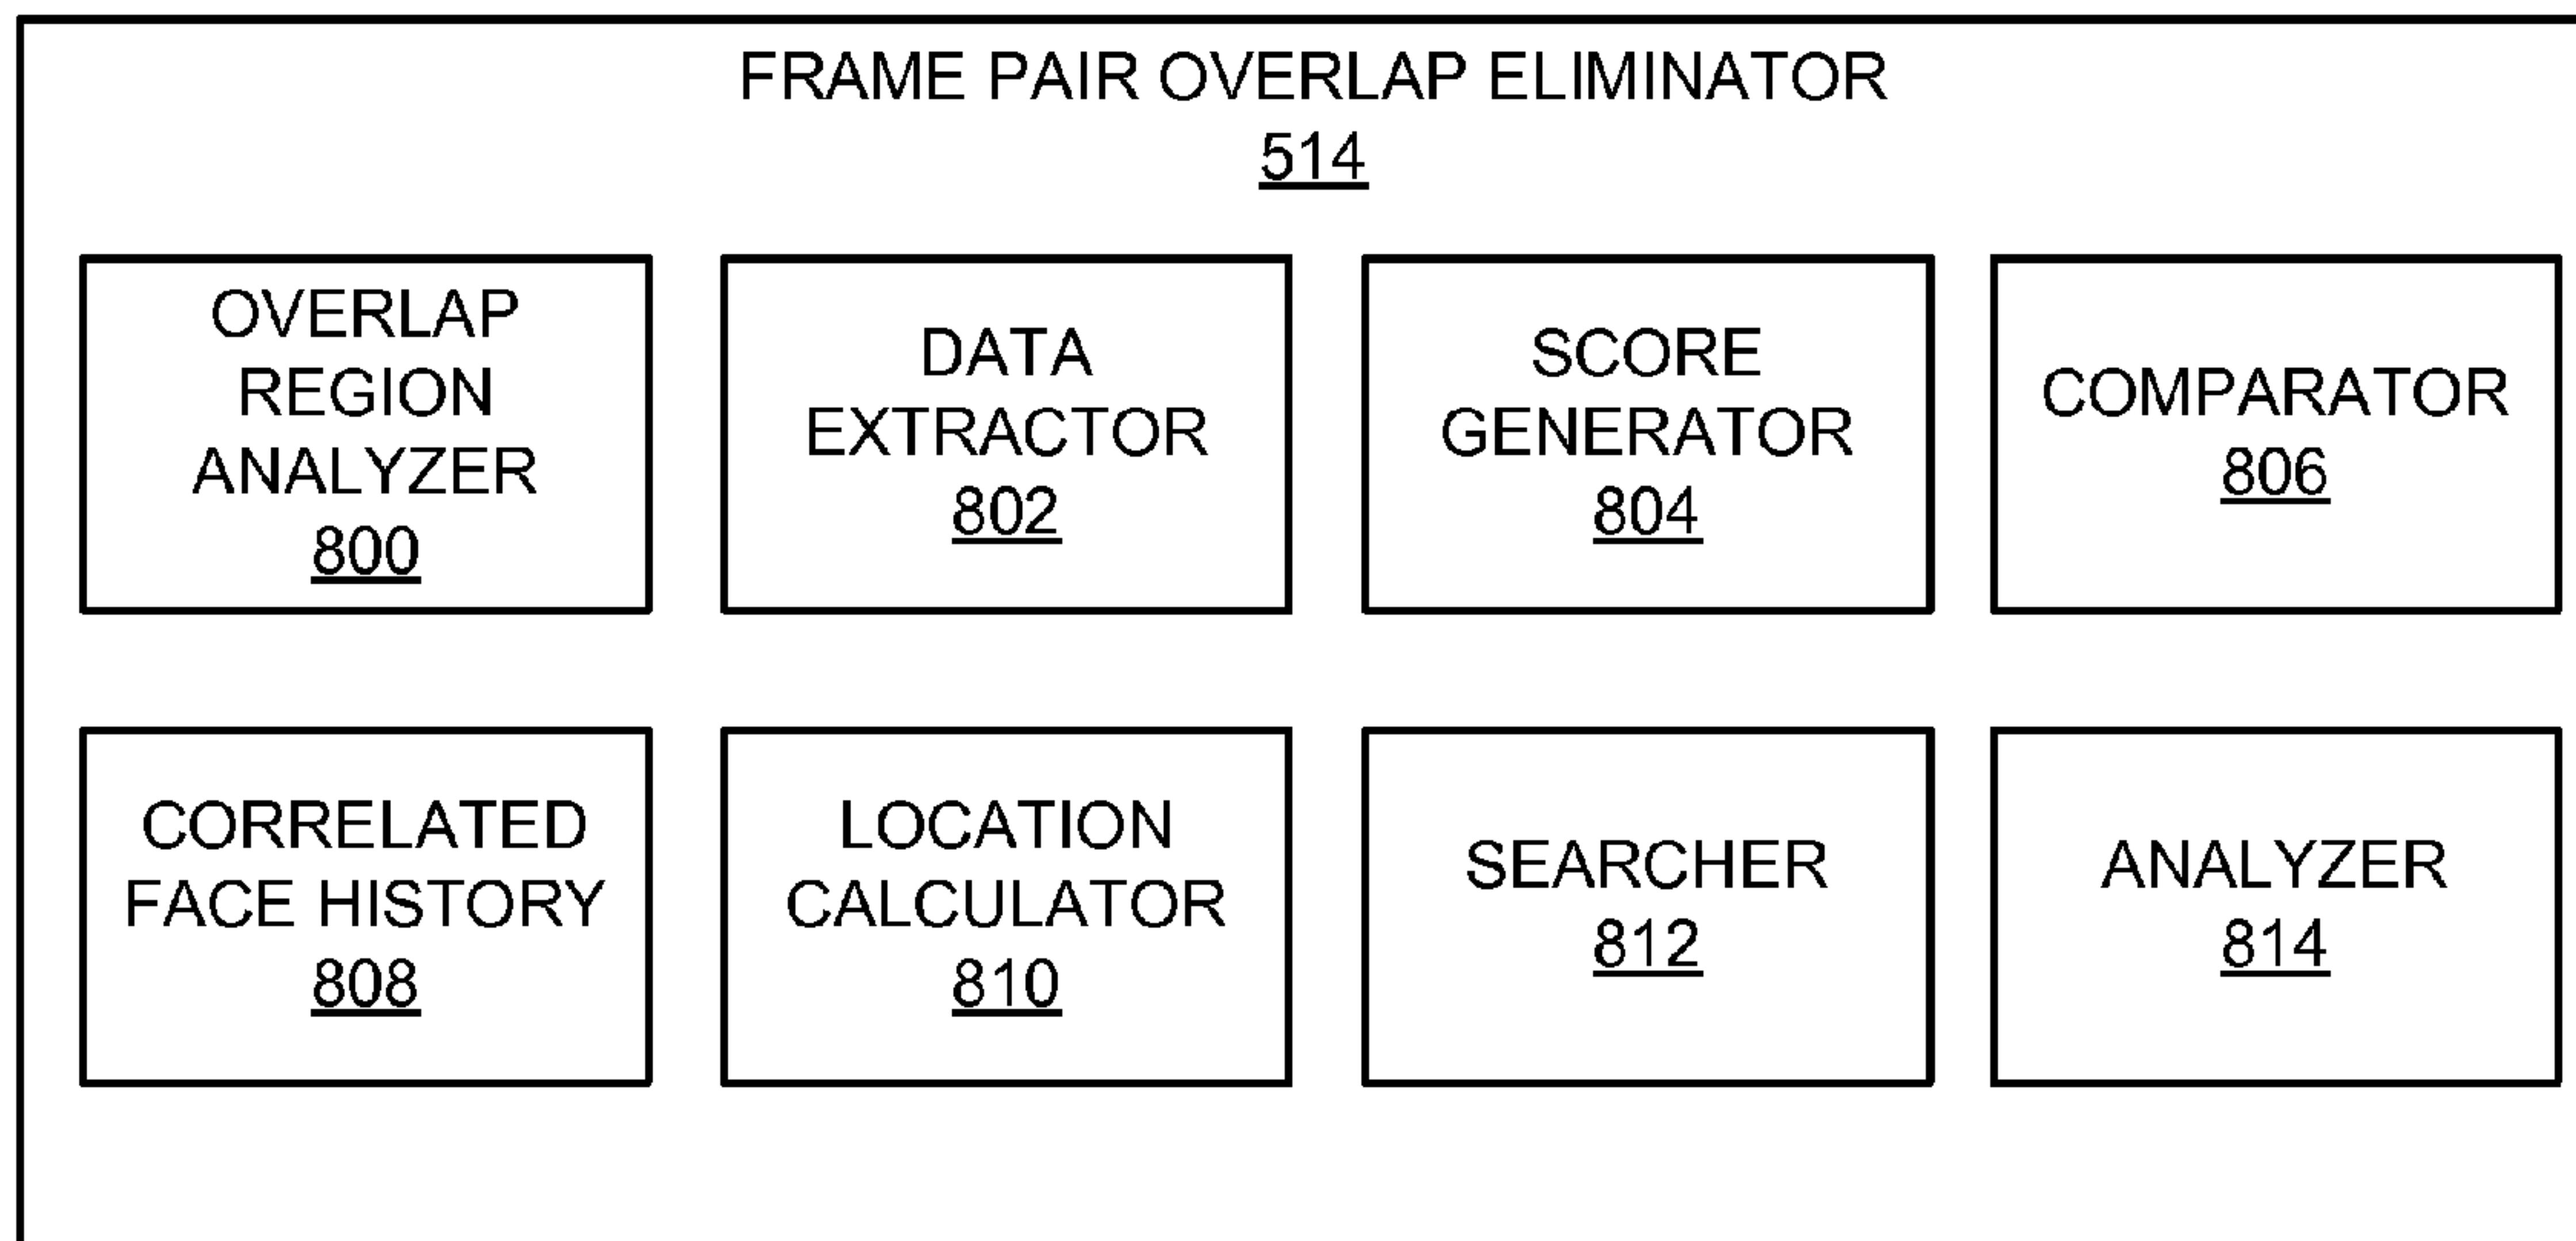 FRAME PAIR OVERLAP ELIMINATOR
514
OVERLAP
REGION
ANALYZER
800
DATA
EXTRACTOR
802
SCORE
GENERATOR
804
COMPARATOR
806
CORRELATED
FACE HISTORY
808
LOCATION
CALCULATOR
810
SEARCHER
812
ANALYZER
814